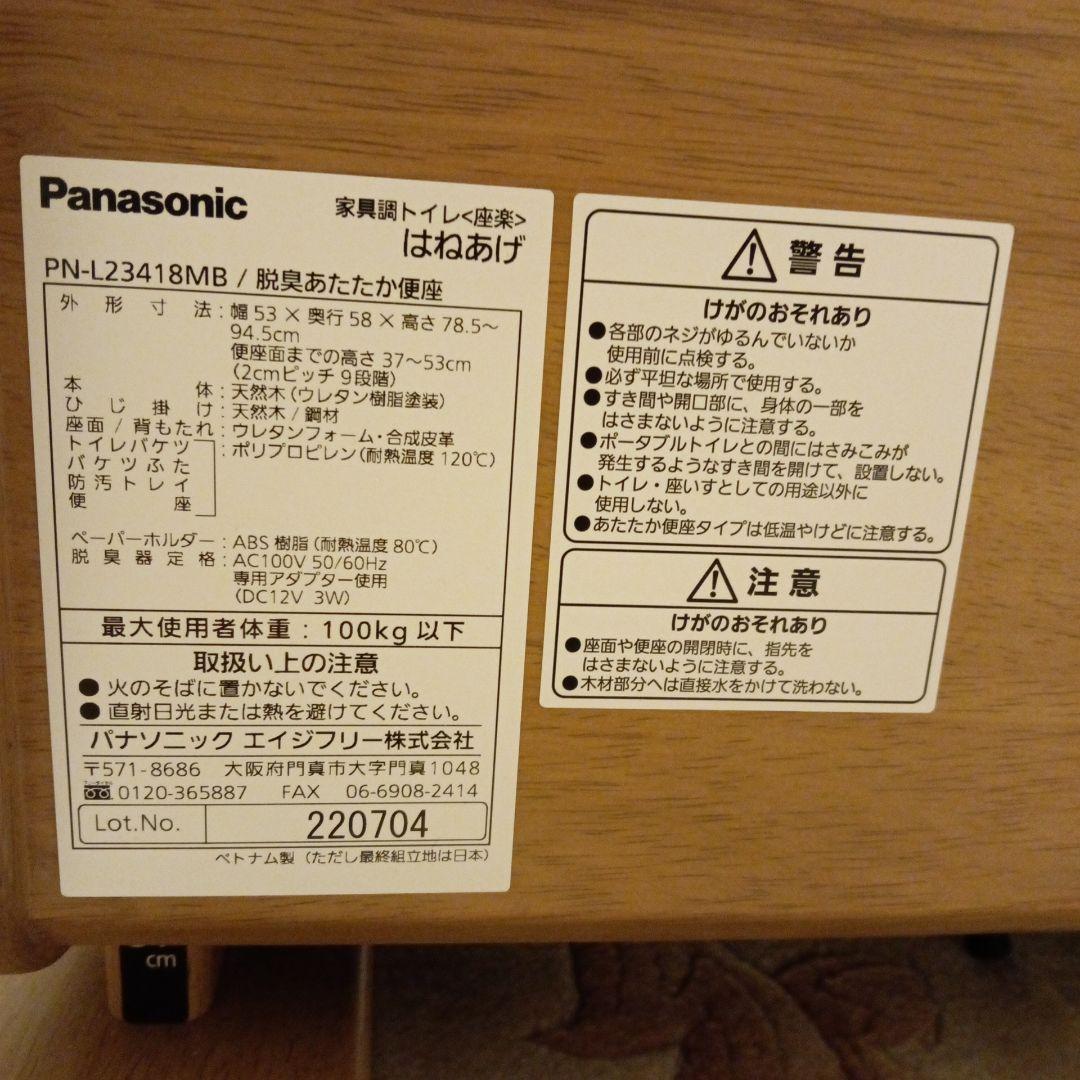 Panasonic
家具調トイレ<座楽>
はねあげ
PN-L23418MB / 脱臭あたたか便座
外形寸法:幅 53 × 奥行 58 × 高さ 78.5～
94.5cm
便座面までの高さ 37～53cm
(2cmピッチ 9段階)
本体:天然木(ウレタン樹脂塗装)
ひじ掛け:天然木 / 鋼材
座面 / 背もたれ:ウレタンフォーム・合成皮革
トイレバケツ:ポリプロピレン(耐熱温度 120℃)
バケツふた
防汚トレイ
便座
ペーパーホルダー:ABS 樹脂(耐熱温度 80℃)
脱臭器定格:AC100V 50/60Hz
専用アダプター使用
(DC12V 3W)
最大使用者体重:100kg 以下
取扱い上の注意
●火のそばに置かないでください。
●直射日光または熱を避けてください。
パナソニック エイジフリー株式会社
〒571-8686 大阪府門真市大字門真1048
0120-365887 FAX 06-6908-2414
Lot.No. 220704
ベトナム製(ただし最終組立地は日本)
警告
けがのおそれあり
●各部のネジがゆるんでいないか
使用前に点検する。
●必ず平坦な場所で使用する。
●すき間や開口部に、身体の一部を
はさまないように注意する。
●ポータブルトイレとの間にはさみこみが
発生するようなすき間を開けて、設置しない。
●トイレ・座いすとしての用途以外に
使用しない。
●あたたか便座タイプは低温やけどに注意する。
注意
けがのおそれあり
●座面や便座の開閉時に、指先を
はさまないように注意する。
●木材部分へは直接水をかけて洗わない。
cm